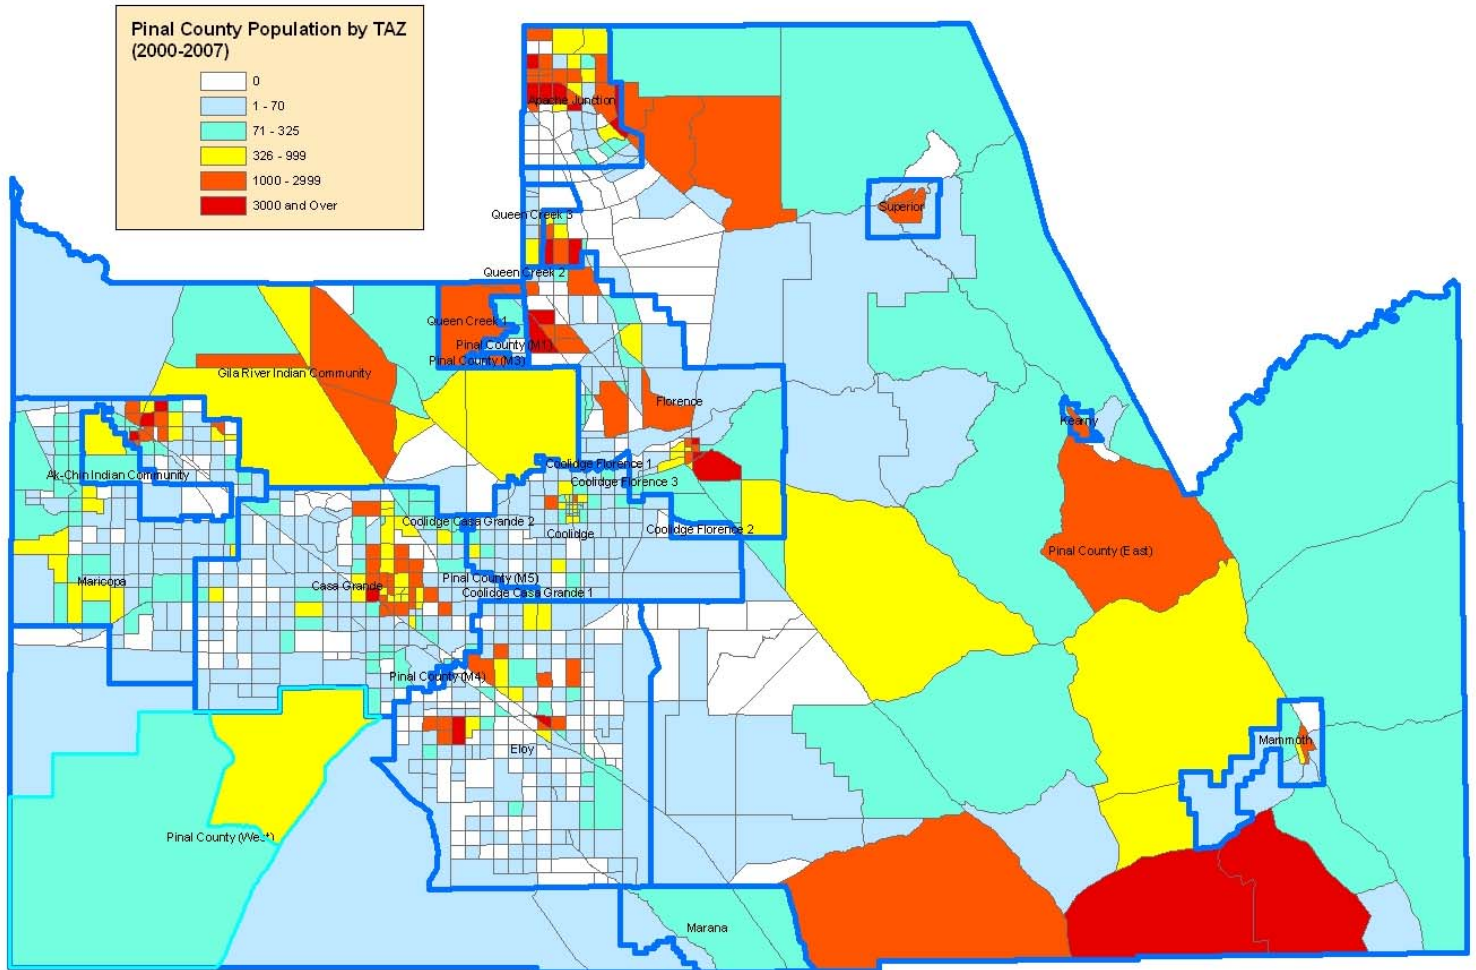 Pinal County Population by TAZ
(2000-2007)
0
1 - 70
71 - 325
326 - 999
1000 - 2999
3000 and Over
Apache Junction
Superior
Queen Creek 3
Queen Creek 2
Queen Creek 1
Pinal County (M1)
Pinal County (M3)
Gila River Indian Community
Florence
Kearny
Coolidge Florence 1
Ak-Chin Indian Community
Coolidge Florence 3
Coolidge Casa Grande 2
Coolidge Florence 2
Coolidge
Pinal County (East)
Maricopa
Casa Grande
Pinal County (M5)
Coolidge Casa Grande 1
Pinal County (M4)
Mammoth
Eloy
Pinal County (West)
Marana